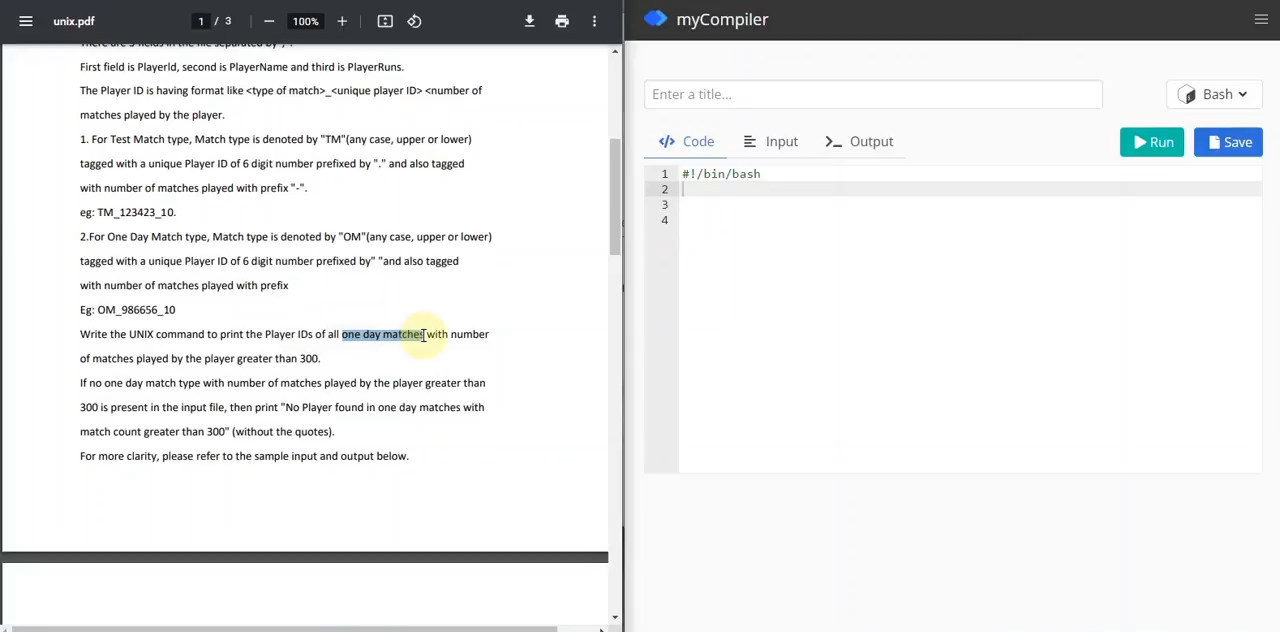 unix.pdf
1 / 3
100%
There are 3 fields in the file separated by ",".
First field is PlayerId, second is PlayerName and third is PlayerRuns.
The Player ID is having format like <type of match>_<unique player ID> <number of
matches played by the player.
1. For Test Match type, Match type is denoted by "TM"(any case, upper or lower)
tagged with a unique Player ID of 6 digit number prefixed by "." and also tagged
with number of matches played with prefix "-".
eg: TM_123423_10.
2.For One Day Match type, Match type is denoted by "OM"(any case, upper or lower)
tagged with a unique Player ID of 6 digit number prefixed by" "and also tagged
with number of matches played with prefix
Eg: OM_986656_10
Write the UNIX command to print the Player IDs of all one day matches with number
of matches played by the player greater than 300.
If no one day match type with number of matches played by the player greater than
300 is present in the input file, then print "No Player found in one day matches with
match count greater than 300" (without the quotes).
For more clarity, please refer to the sample input and output below.
myCompiler
Enter a title...
Bash
Code
Input
Output
Run
Save
1 #!/bin/bash
2
3
4